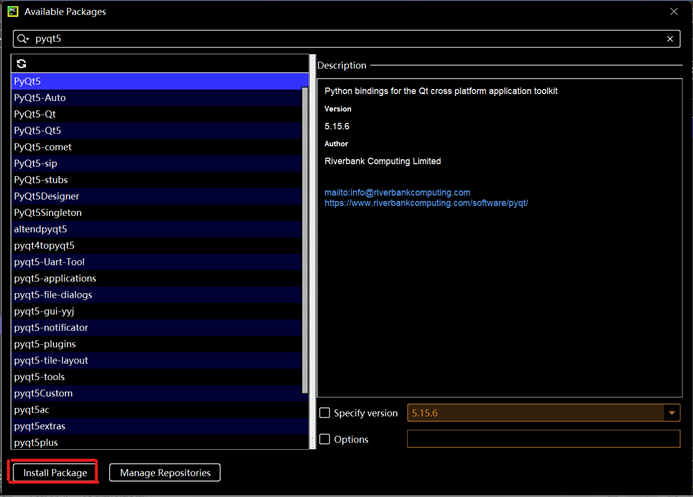 Available Packages
pyqt5
PyQt5
PyQt5-Auto
PyQt5-Qt
PyQt5-Qt5
PyQt5-comet
PyQt5-sip
PyQt5-stubs
PyQt5Designer
PyQt5Singleton
altendpyqt5
pyqt4topyqt5
pyqt5-Uart-Tool
pyqt5-applications
pyqt5-file-dialogs
pyqt5-gui-yyj
pyqt5-notificator
pyqt5-plugins
pyqt5-tile-layout
pyqt5-tools
pyqt5Custom
pyqt5ac
pyqt5extras
pyqt5plus
Description
Python bindings for the Qt cross platform application toolkit
Version
5.15.6
Author
Riverbank Computing Limited
mailto:info@riverbankcomputing.com
https://www.riverbankcomputing.com/software/pyqt/
Specify version 5.15.6
Options
Install Package Manage Repositories